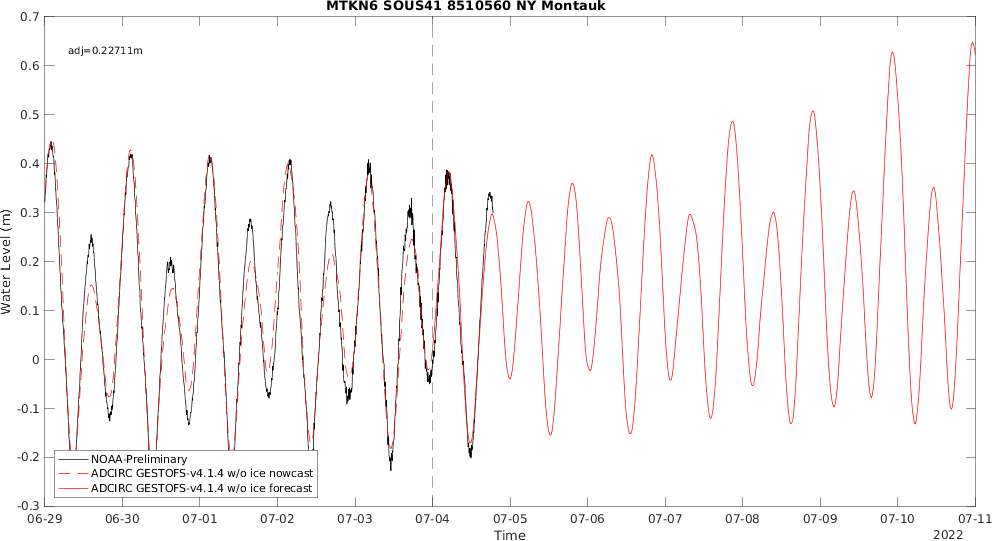 MTKN6 SOUS41 8510560 NY Montauk
adj=0.22711m
0.7
0.6
0.5
0.4
0.3
0.2
0.1
0
-0.1
-0.2
-0.3
Water Level (m)
NOAA-Preliminary
ADCIRC GESTOFS-v4.1.4 w/o ice nowcast
ADCIRC GESTOFS-v4.1.4 w/o ice forecast
06-29 06-30 07-01 07-02 07-03 07-04 07-05 07-06 07-07 07-08 07-09 07-10 07-11
Time
2022